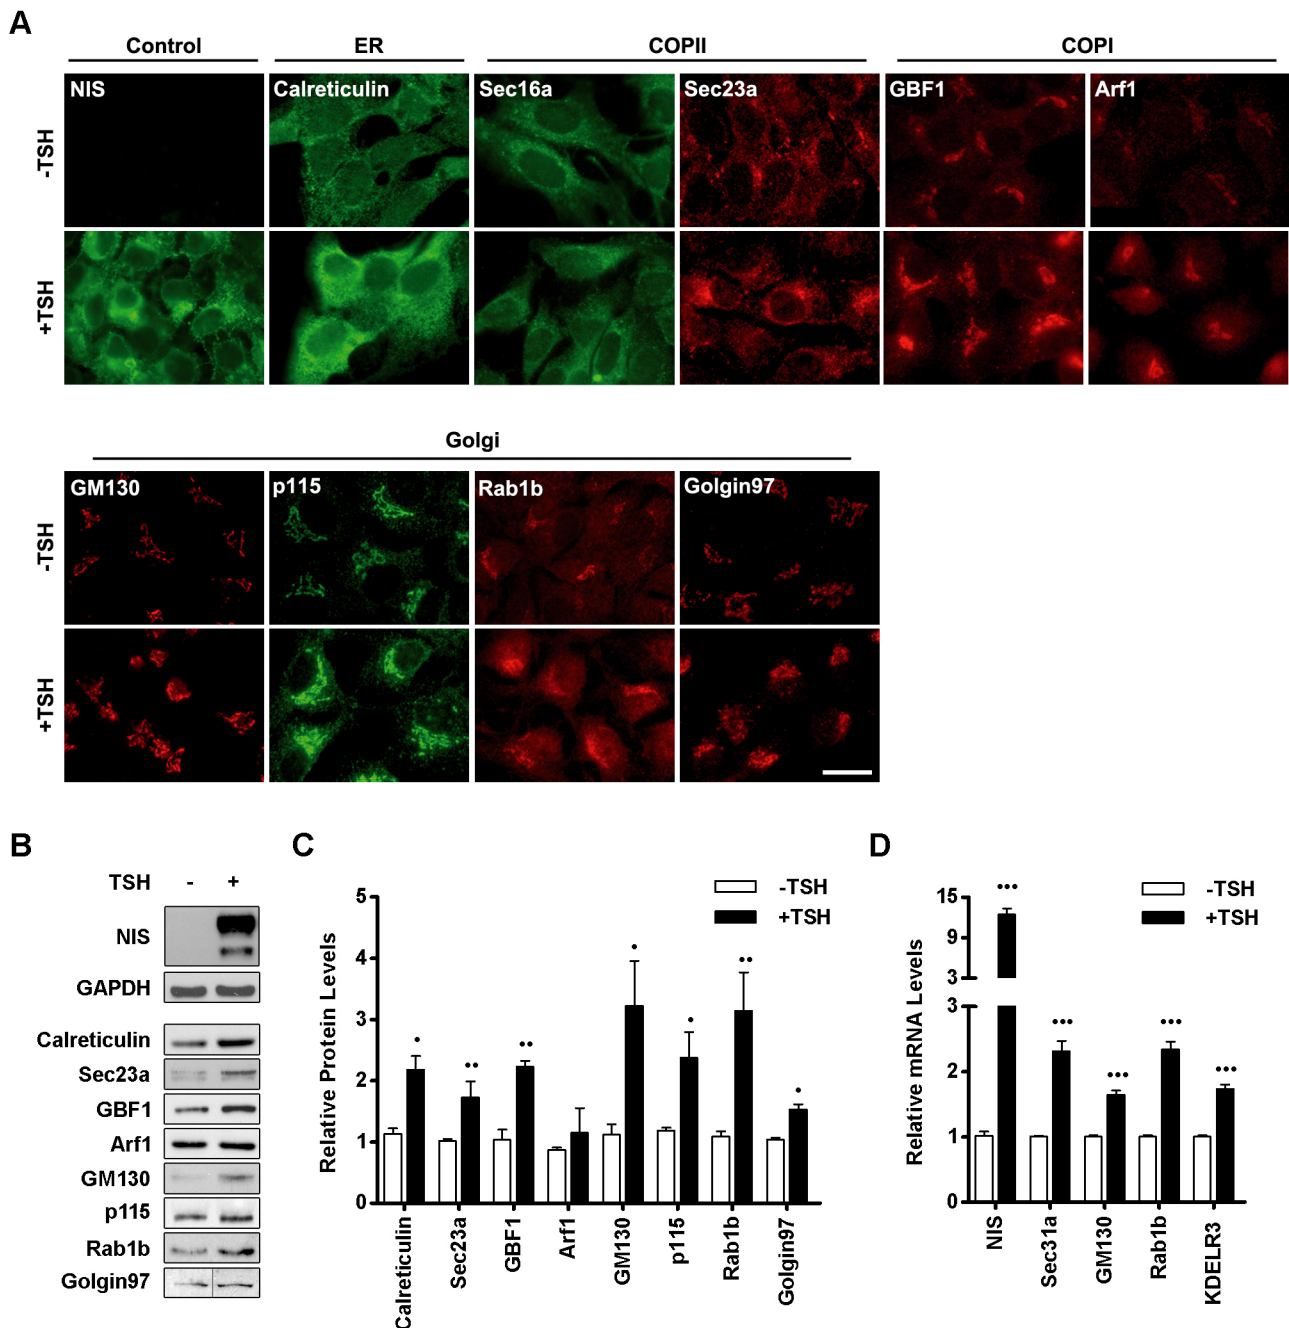 A
Control ER COPII COPI
NIS Calreticulin Sec16a Sec23a GBF1 Arf1
-TSH
+TSH
Golgi
GM130 p115 Rab1b Golgin97
-TSH
+TSH
B
TSH - +
NIS
GAPDH
Calreticulin
Sec23a
GBF1
Arf1
GM130
p115
Rab1b
Golgin97
C
-TSH
+TSH
Relative Protein Levels
5
4
3
2
1
0
• •• •• • • •• •
Calreticulin Sec23a GBF1 Arf1 GM130 p115 Rab1b Golgin97
D
-TSH
+TSH
Relative mRNA Levels
15
9
3
3
2
1
0
••• ••• ••• ••• •••
NIS Sec31a GM130 Rab1b KDELR3